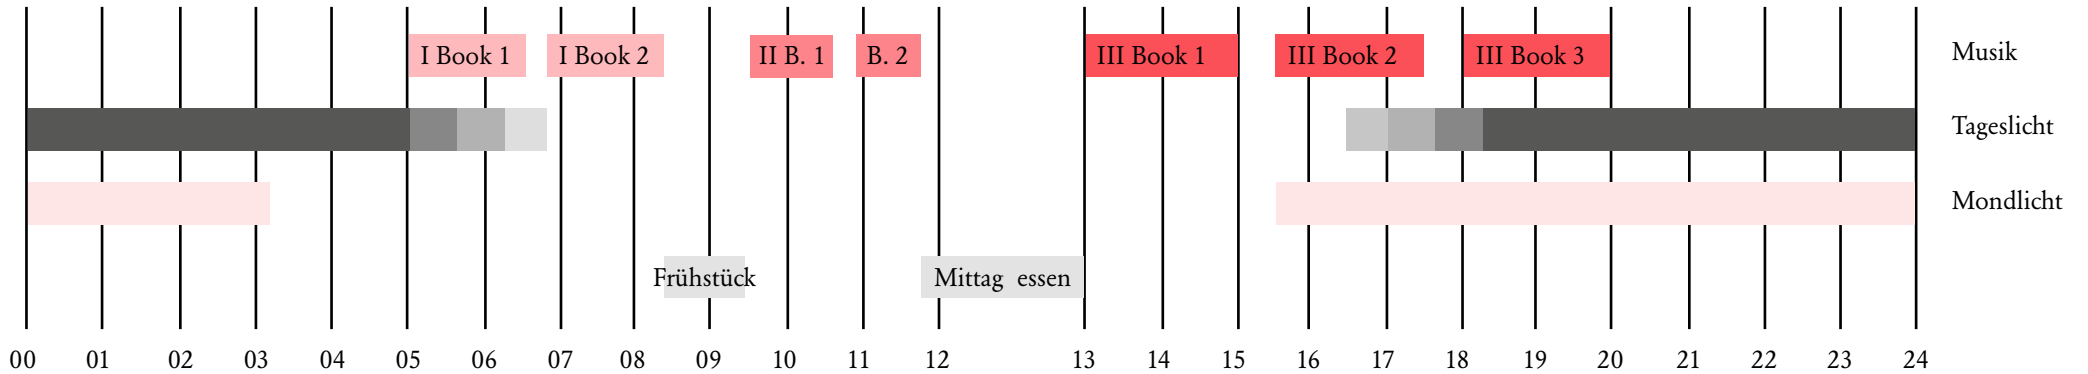 I Book 1 I Book 2 II B. 1 B. 2 III Book 1 III Book 2 III Book 3 Musik
Tageslicht
Mondlicht
Frühstück Mittag essen
00 01 02 03 04 05 06 07 08 09 10 11 12 13 14 15 16 17 18 19 20 21 22 23 24